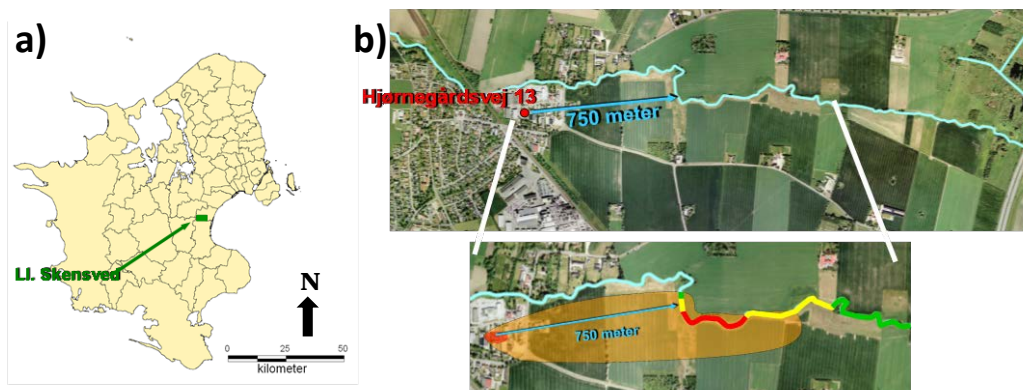 a)
Ll. Skensved
N
0 25 50
kilometer
b)
Hjørnegårdsvej 13
750 meter
750 meter